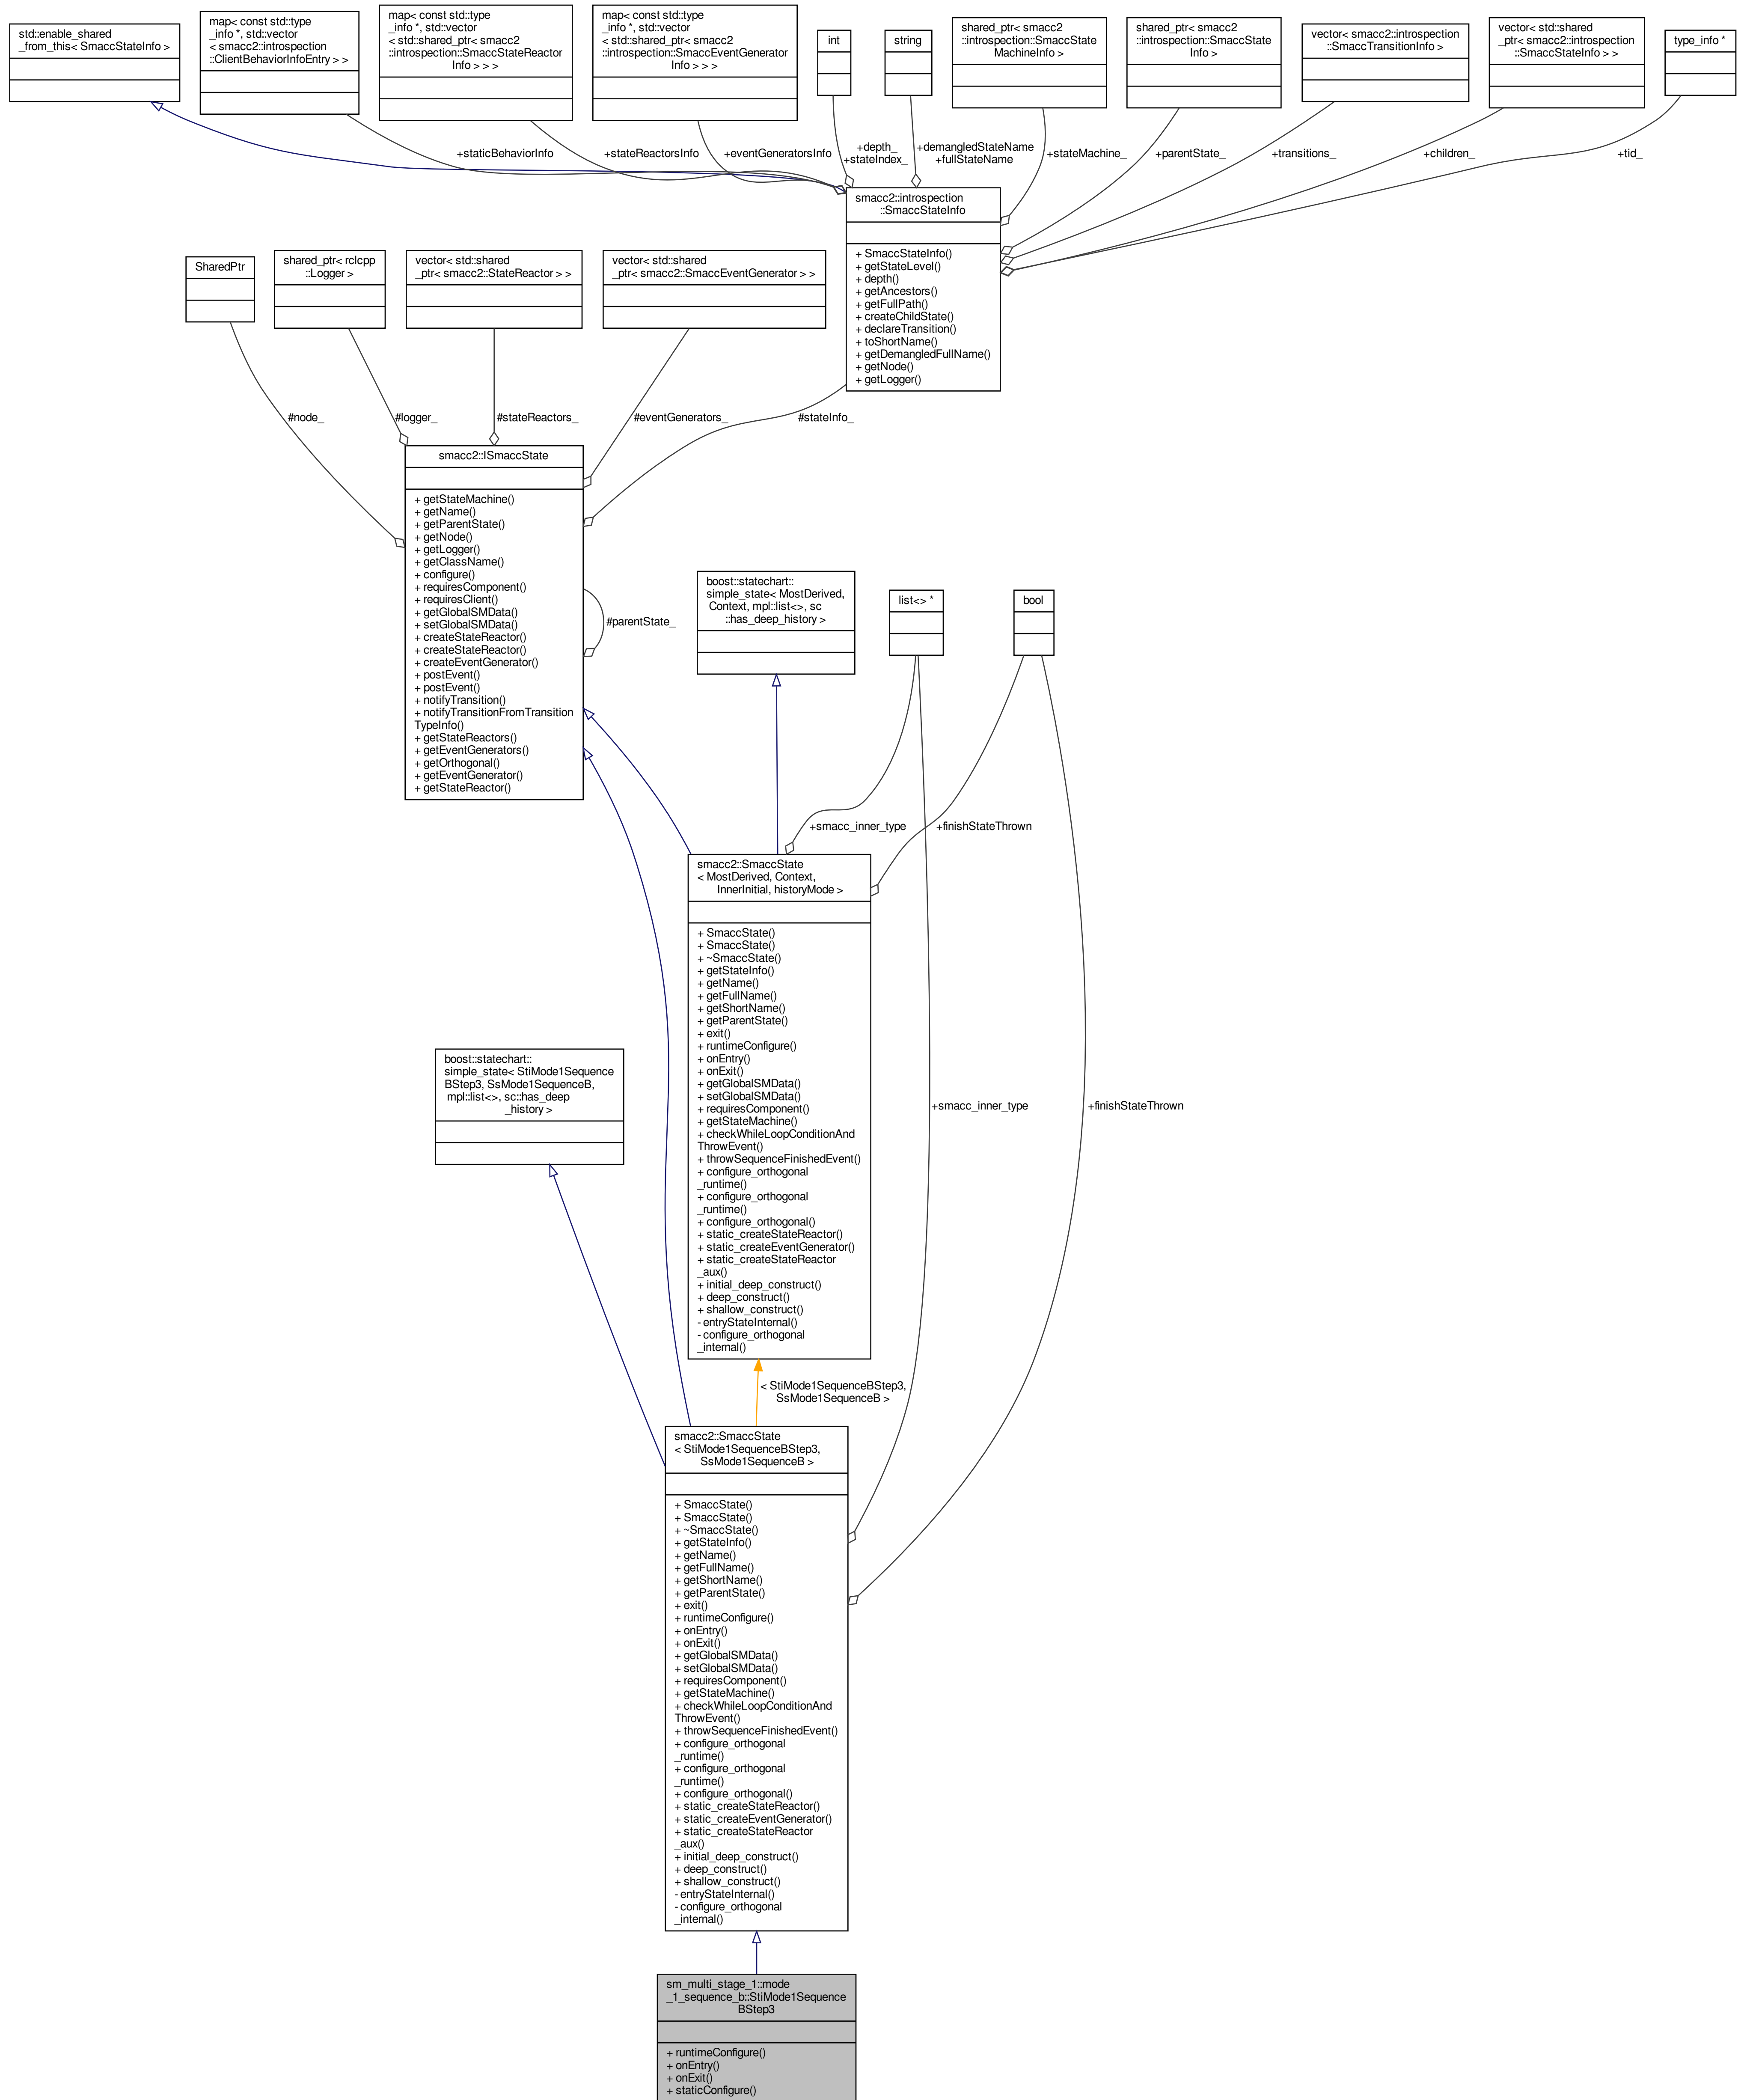 std::enable_shared
_from_this< SmaccStateInfo >
map< const std::type
_info *, std::vector
< smacc2::introspection
::ClientBehaviorInfoEntry > >
map< const std::type
_info *, std::vector
< std::shared_ptr< smacc2
::introspection::SmaccStateReactor
Info > > >
map< const std::type
_info *, std::vector
< std::shared_ptr< smacc2
::introspection::SmaccEventGenerator
Info > > >
int
string
shared_ptr< smacc2
::introspection::SmaccState
MachineInfo >
shared_ptr< smacc2
::introspection::SmaccState
Info >
vector< smacc2::introspection
::SmaccTransitionInfo >
vector< std::shared
_ptr< smacc2::introspection
::SmaccStateInfo > >
type_info *
+staticBehaviorInfo
+stateReactorsInfo
+eventGeneratorsInfo
+depth_
+stateIndex_
+demangledStateName
+fullStateName
+stateMachine_
+parentState_
+transitions_
+children_
+tid_
smacc2::introspection
::SmaccStateInfo
+ SmaccStateInfo()
+ getStateLevel()
+ depth()
+ getAncestors()
+ getFullPath()
+ createChildState()
+ declareTransition()
+ toShortName()
+ getDemangledFullName()
+ getNode()
+ getLogger()
SharedPtr
shared_ptr< rclcpp
::Logger >
vector< std::shared
_ptr< smacc2::StateReactor > >
vector< std::shared
_ptr< smacc2::SmaccEventGenerator > >
#node_
#logger_
#stateReactors_
#eventGenerators_
#stateInfo_
smacc2::ISmaccState
+ getStateMachine()
+ getName()
+ getParentState()
+ getNode()
+ getLogger()
+ getClassName()
+ configure()
+ requiresComponent()
+ requiresClient()
+ getGlobalSMData()
+ setGlobalSMData()
+ createStateReactor()
+ createStateReactor()
+ createEventGenerator()
+ postEvent()
+ postEvent()
+ notifyTransition()
+ notifyTransitionFromTransition
TypeInfo()
+ getStateReactors()
+ getEventGenerators()
+ getOrthogonal()
+ getEventGenerator()
+ getStateReactor()
#parentState_
boost::statechart::
simple_state< MostDerived,
Context, mpl::list<>, sc
::has_deep_history >
list<> *
bool
+smacc_inner_type
+finishStateThrown
smacc2::SmaccState
< MostDerived, Context,
InnerInitial, historyMode >
+ SmaccState()
+ SmaccState()
+ ~SmaccState()
+ getStateInfo()
+ getName()
+ getFullName()
+ getShortName()
+ getParentState()
+ exit()
+ runtimeConfigure()
+ onEntry()
+ onExit()
+ getGlobalSMData()
+ setGlobalSMData()
+ requiresComponent()
+ getStateMachine()
+ checkWhileLoopConditionAnd
ThrowEvent()
+ throwSequenceFinishedEvent()
+ configure_orthogonal
_runtime()
+ configure_orthogonal
_runtime()
+ configure_orthogonal()
+ static_createStateReactor()
+ static_createEventGenerator()
+ static_createStateReactor
_aux()
+ initial_deep_construct()
+ deep_construct()
+ shallow_construct()
- entryStateInternal()
- configure_orthogonal
_internal()
boost::statechart::
simple_state< StiMode1Sequence
BStep3, SsMode1SequenceB,
mpl::list<>, sc::has_deep
_history >
+smacc_inner_type
+finishStateThrown
< StiMode1SequenceBStep3,
SsMode1SequenceB >
smacc2::SmaccState
< StiMode1SequenceBStep3,
SsMode1SequenceB >
+ SmaccState()
+ SmaccState()
+ ~SmaccState()
+ getStateInfo()
+ getName()
+ getFullName()
+ getShortName()
+ getParentState()
+ exit()
+ runtimeConfigure()
+ onEntry()
+ onExit()
+ getGlobalSMData()
+ setGlobalSMData()
+ requiresComponent()
+ getStateMachine()
+ checkWhileLoopConditionAnd
ThrowEvent()
+ throwSequenceFinishedEvent()
+ configure_orthogonal
_runtime()
+ configure_orthogonal
_runtime()
+ configure_orthogonal()
+ static_createStateReactor()
+ static_createEventGenerator()
+ static_createStateReactor
_aux()
+ initial_deep_construct()
+ deep_construct()
+ shallow_construct()
- entryStateInternal()
- configure_orthogonal
_internal()
sm_multi_stage_1::mode
_1_sequence_b::StiMode1Sequence
BStep3
+ runtimeConfigure()
+ onEntry()
+ onExit()
+ staticConfigure()